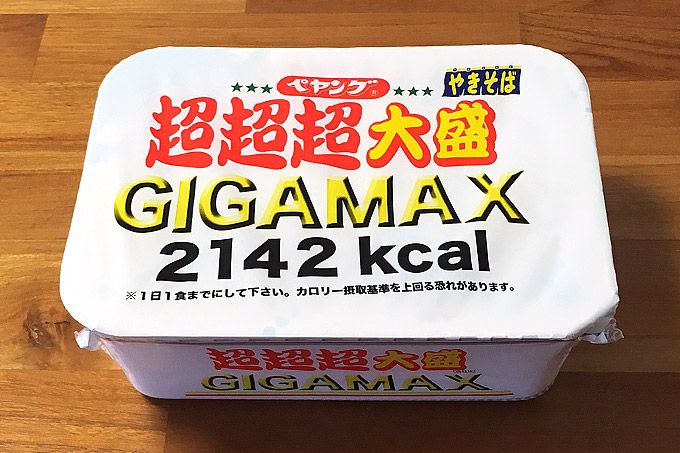 ★★★ ペヤング ★★★
やきそば
超超超大盛
GIGAMAX
2142 kcal
※1日1食までにして下さい。カロリー摂取基準を上回る恐れがあります。
超超超大盛
GIGAMAX